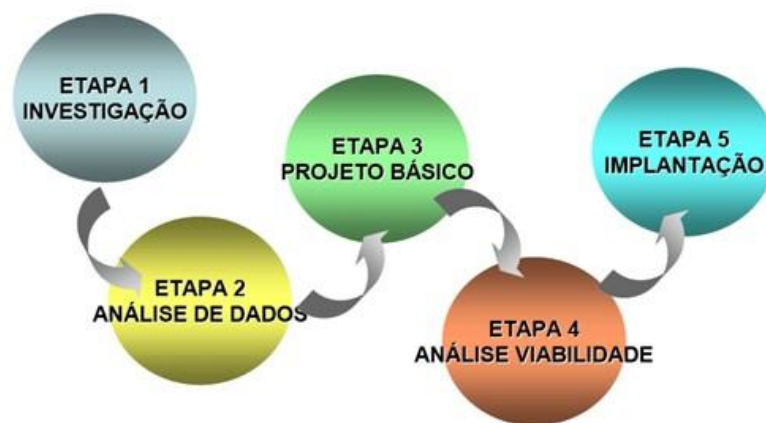 ETAPA 1
INVESTIGAÇÃO
ETAPA 2
ANÁLISE DE DADOS
ETAPA 3
PROJETO BÁSICO
ETAPA 4
ANÁLISE VIABILIDADE
ETAPA 5
IMPLANTAÇÃO